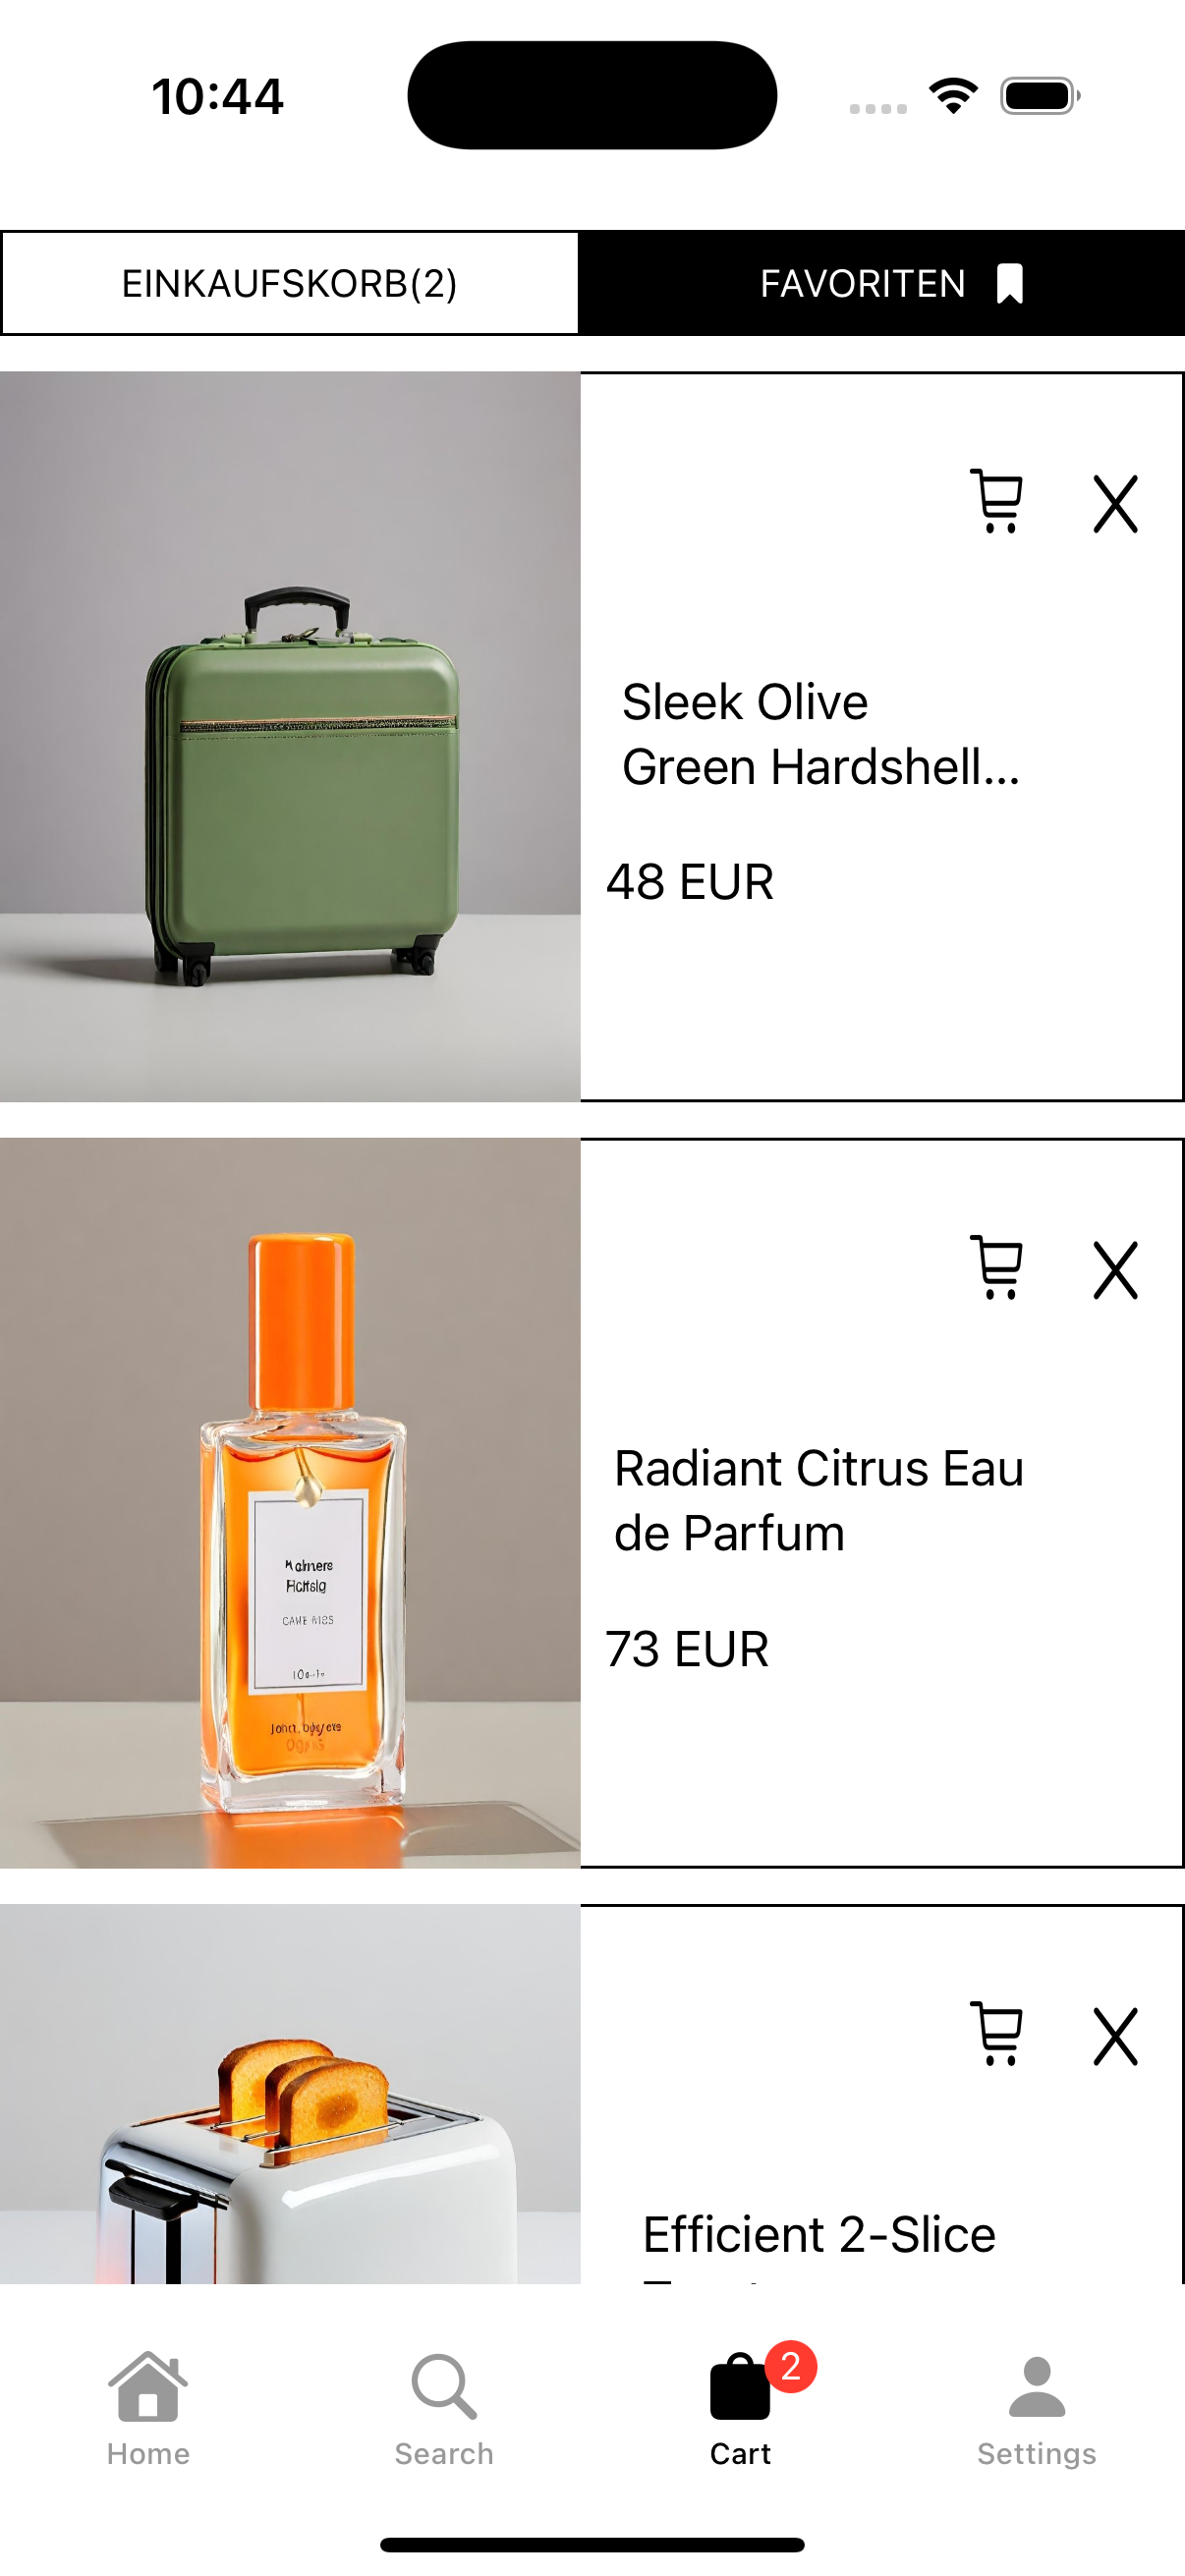 10:44
EINKAUFSKORB(2)
FAVORITEN
Sleek Olive
Green Hardshell...
48 EUR
Radiant Citrus Eau
de Parfum
73 EUR
Efficient 2-Slice
2
Home
Search
Cart
Settings